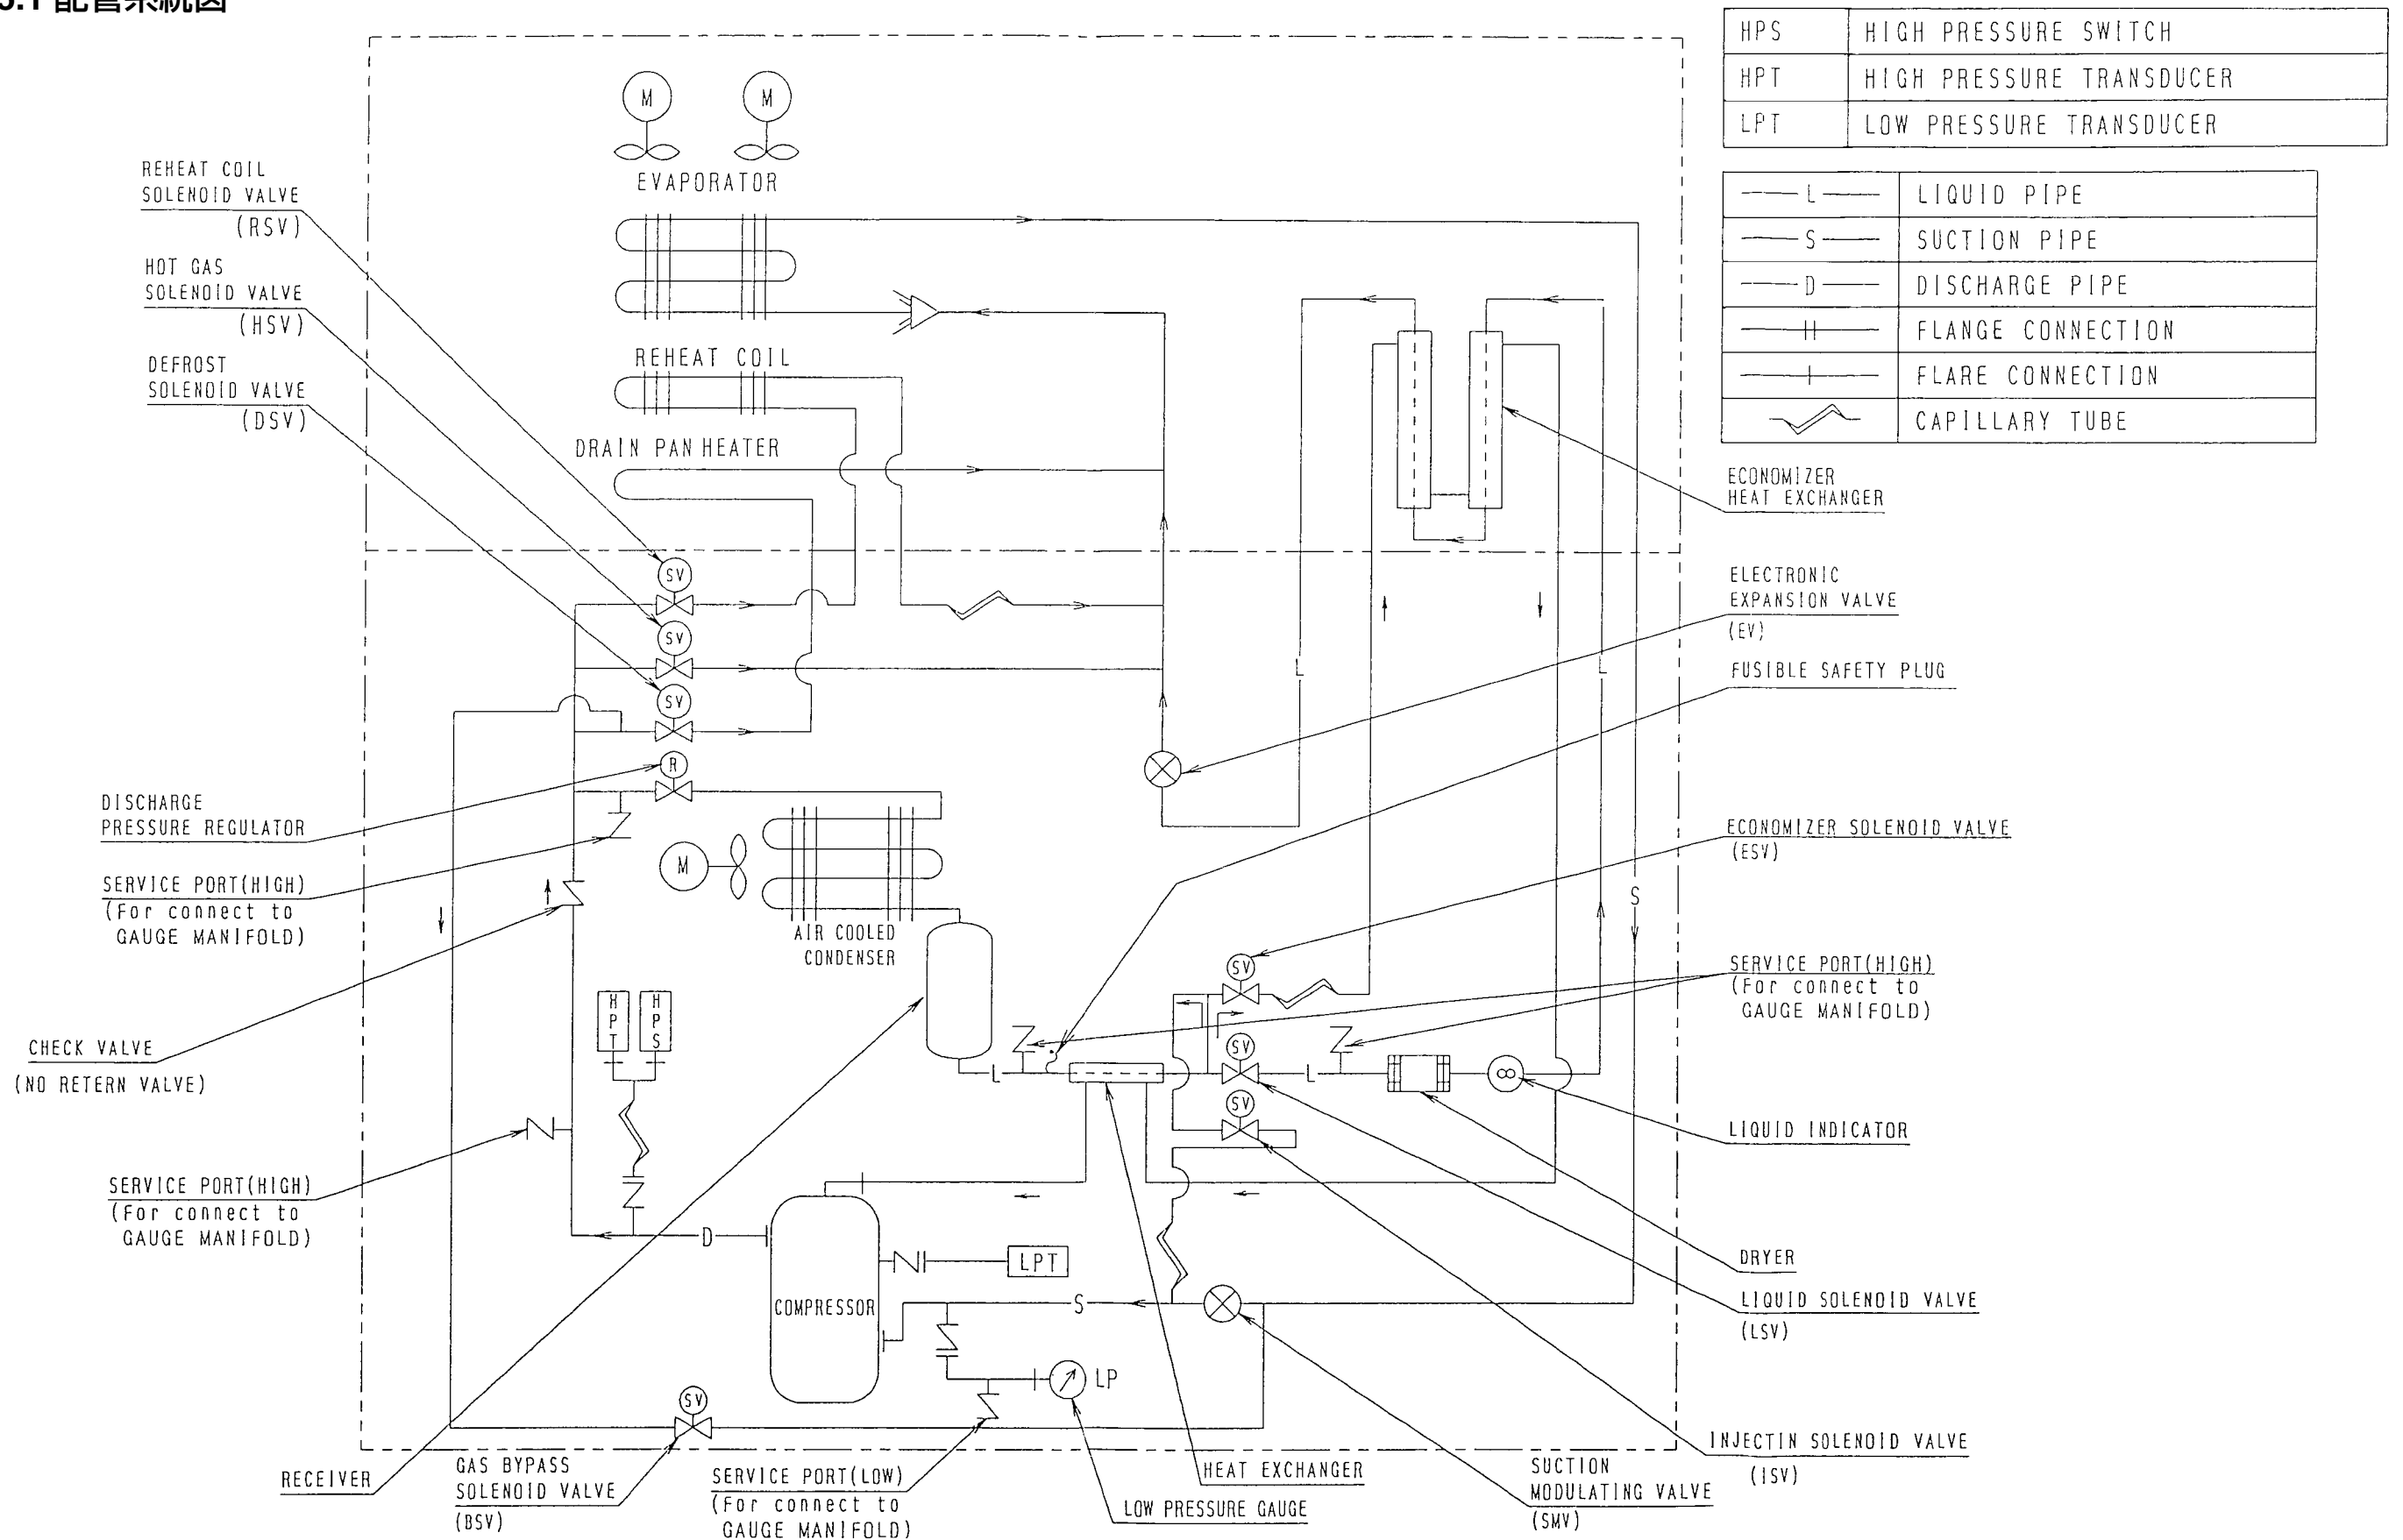 配管系統図
HPS HIGH PRESSURE SWITCH
HPT HIGH PRESSURE TRANSDUCER
LPT LOW PRESSURE TRANSDUCER
L LIQUID PIPE
S SUCTION PIPE
D DISCHARGE PIPE
FLANGE CONNECTION
FLARE CONNECTION
CAPILLARY TUBE
M
M
EVAPORATOR
REHEAT COIL
SOLENOID VALVE
(RSV)
HOT GAS
SOLENOID VALVE
(HSV)
DEFROST
SOLENOID VALVE
(DSV)
REHEAT COIL
DRAIN PAN HEATER
ECONOMIZER
HEAT EXCHANGER
SV
SV
SV
R
L
L
ELECTRONIC
EXPANSION VALVE
(EV)
FUSIBLE SAFETY PLUG
DISCHARGE
PRESSURE REGULATOR
M
ECONOMIZER SOLENOID VALVE
(ESV)
SERVICE PORT(HIGH)
(For connect to
GAUGE MANIFOLD)
S
AIR COOLED
CONDENSER
SV
SERVICE PORT(HIGH)
(For connect to
GAUGE MANIFOLD)
HPT
HPS
CHECK VALVE
(NO RETERN VALVE)
L
SV
L
SV
LIQUID INDICATOR
SERVICE PORT(HIGH)
(For connect to
GAUGE MANIFOLD)
D
LPT
DRYER
COMPRESSOR
S
LIQUID SOLENOID VALVE
(LSV)
LP
SV
INJECTIN SOLENOID VALVE
(ISV)
RECEIVER
GAS BYPASS
SOLENOID VALVE
(BSV)
SERVICE PORT(LOW)
(For connect to
GAUGE MANIFOLD)
HEAT EXCHANGER
LOW PRESSURE GAUGE
SUCTION
MODULATING VALVE
(SMV)